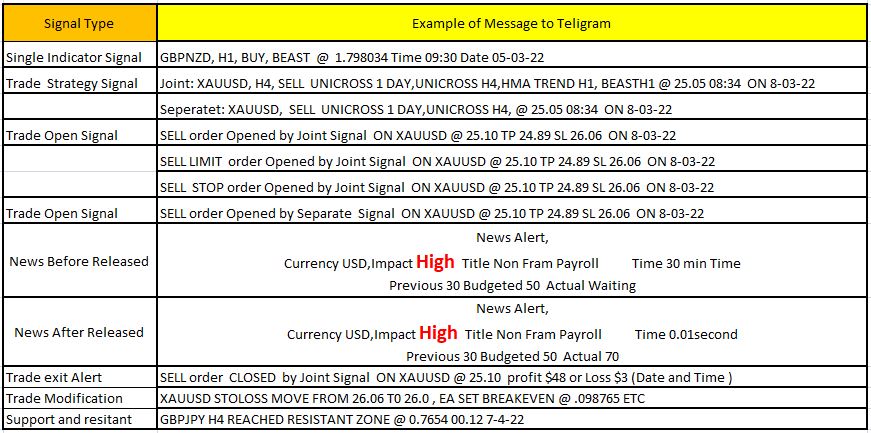 Signal Type Example of Message to Teligram
Single Indicator Signal GBPNZD, H1, BUY, BEAST @ 1.798034 Time 09:30 Date 05-03-22
Trade Strategy Signal Joint: XAUUSD, H4, SELL UNICROSS 1 DAY,UNICROSS H4,HMA TREND H1, BEASTH1 @ 25.05 08:34 ON 8-03-22
Seperatet: XAUUSD, SELL UNICROSS 1 DAY,UNICROSS H4, @ 25.05 08:34 ON 8-03-22
Trade Open Signal SELL order Opened by Joint Signal ON XAUUSD @ 25.10 TP 24.89 SL 26.06 ON 8-03-22
SELL LIMIT order Opened by Joint Signal ON XAUUSD @ 25.10 TP 24.89 SL 26.06 ON 8-03-22
SELL STOP order Opened by Joint Signal ON XAUUSD @ 25.10 TP 24.89 SL 26.06 ON 8-03-22
Trade Open Signal SELL order Opened by Separate Signal ON XAUUSD @ 25.10 TP 24.89 SL 26.06 ON 8-03-22
News Alert,
News Before Released Currency USD,Impact High Title Non Fram Payroll Time 30 min Time
Previous 30 Budgeted 50 Actual Waiting
News Alert,
News After Released Currency USD,Impact High Title Non Fram Payroll Time 0.01second
Previous 30 Budgeted 50 Actual 70
Trade exit Alert SELL order CLOSED by Joint Signal ON XAUUSD @ 25.10 profit $48 or Loss $3 (Date and Time )
Trade Modification XAUUSD STOLOSS MOVE FROM 26.06 T0 26.0 , EA SET BREAKEVEN @ .098765 ETC
Support and resitant GBPJPY H4 REACHED RESISTANT ZONE @ 0.7654 00.12 7-4-22